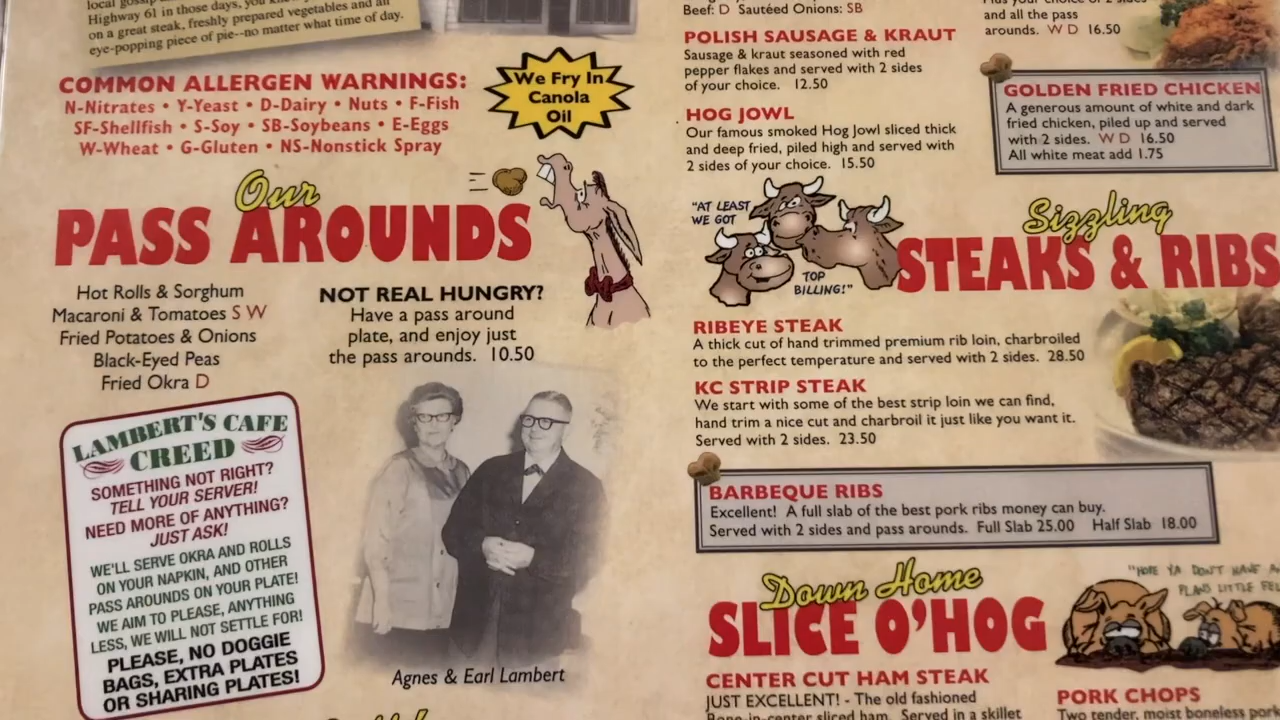 local gossip
Highway 61 in those days, you
on a great steak, freshly prepared vegetables and an
eye-popping piece of pie--no matter what time of day.
COMMON ALLERGEN WARNINGS:
N-Nitrates • Y-Yeast • D-Dairy • Nuts • F-Fish
SF-Shellfish • S-Soy • SB-Soybeans • E-Eggs
W-Wheat • G-Gluten • NS-Nonstick Spray
We Fry In
Canola
Oil
Our
PASS AROUNDS
Hot Rolls & Sorghum
Macaroni & Tomatoes S W
Fried Potatoes & Onions
Black-Eyed Peas
Fried Okra D
NOT REAL HUNGRY?
Have a pass around
plate, and enjoy just
the pass arounds. 10.50
LAMBERT'S CAFE
CREED
SOMETHING NOT RIGHT?
TELL YOUR SERVER!
NEED MORE OF ANYTHING?
JUST ASK!
WE'LL SERVE OKRA AND ROLLS
ON YOUR NAPKIN, AND OTHER
PASS AROUNDS ON YOUR PLATE!
WE AIM TO PLEASE, ANYTHING
LESS, WE WILL NOT SETTLE FOR!
PLEASE, NO DOGGIE
BAGS, EXTRA PLATES
OR SHARING PLATES!
Agnes & Earl Lambert
Beef: D Sautéed Onions: SB
POLISH SAUSAGE & KRAUT
Sausage & kraut seasoned with red
pepper flakes and served with 2 sides
of your choice. 12.50
HOG JOWL
Our famous smoked Hog Jowl sliced thick
and deep fried, piled high and served with
2 sides of your choice. 15.50
and all the pass
arounds. W D 16.50
GOLDEN FRIED CHICKEN
A generous amount of white and dark
fried chicken, piled up and served
with 2 sides. W D 16.50
All white meat add 1.75
"AT LEAST
WE GOT
TOP
BILLING!"
Sizzling
STEAKS & RIBS
RIBEYE STEAK
A thick cut of hand trimmed premium rib loin, charbroiled
to the perfect temperature and served with 2 sides. 28.50
KC STRIP STEAK
We start with some of the best strip loin we can find,
hand trim a nice cut and charbroil it just like you want it.
Served with 2 sides. 23.50
BARBEQUE RIBS
Excellent! A full slab of the best pork ribs money can buy.
Served with 2 sides and pass arounds. Full Slab 25.00 Half Slab 18.00
Down Home
SLICE O'HOG
"HOPE YA DON'T HAVE A
LITTLE
CENTER CUT HAM STEAK
JUST EXCELLENT! - The old fashioned
Bone-in-center sliced ham. Served in a skillet
PORK CHOPS
Two tender, moist boneless pork